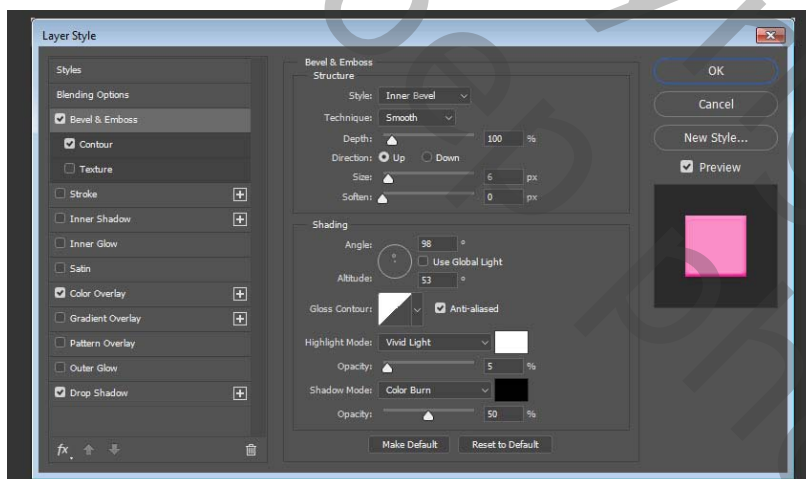 Layer Style
Styles
Blending Options
Bevel & Emboss
Contour
Texture
Stroke
Inner Shadow
Inner Glow
Satin
Color Overlay
Gradient Overlay
Pattern Overlay
Outer Glow
Drop Shadow
fx
Bevel & Emboss
Structure
Style: Inner Bevel
Technique: Smooth
Depth: 100 %
Direction: Up Down
Size: 6 px
Soften: 0 px
Shading
Angle: 98 °
Use Global Light
Altitude: 53 °
Gloss Contour: Anti-aliased
Highlight Mode: Vivid Light
Opacity: 5 %
Shadow Mode: Color Burn
Opacity: 50 %
Make Default Reset to Default
OK
Cancel
New Style...
Preview